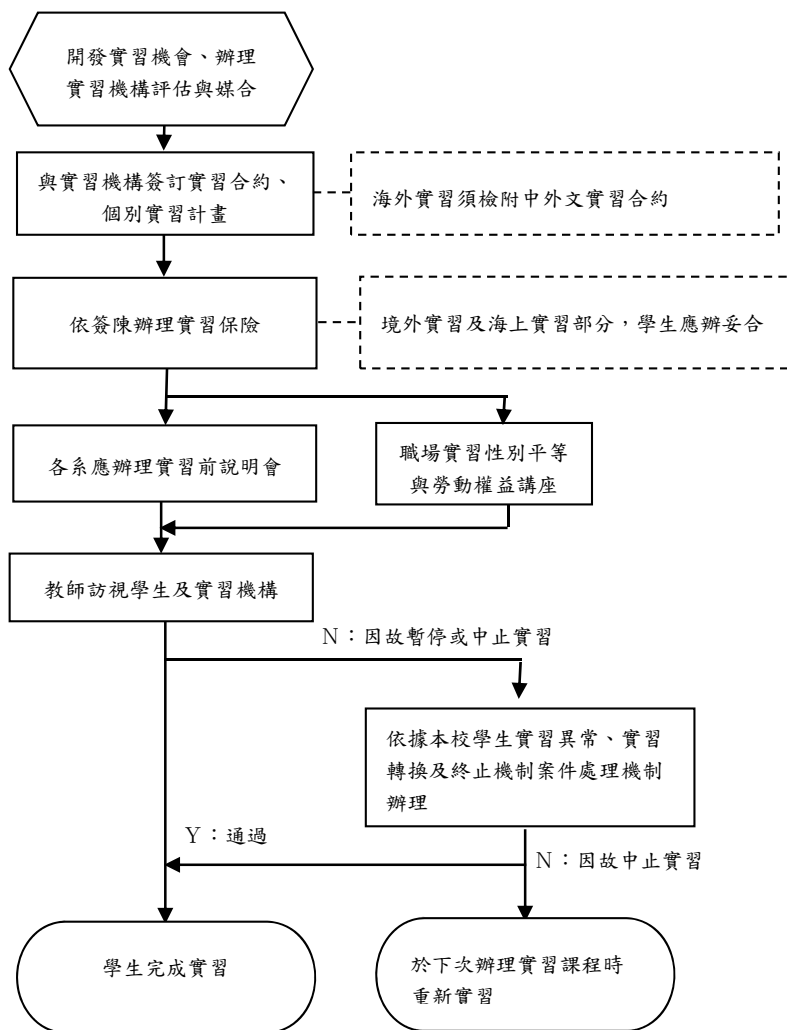 開發實習機會、辦理
實習機構評估與媒合
與實習機構簽訂實習合約、
個別實習計畫
海外實習須檢附中外文實習合約
依簽陳辦理實習保險
境外實習及海上實習部分，學生應辦妥合
各系應辦理實習前說明會
職場實習性別平等
與勞動權益講座
教師訪視學生及實習機構
N：因故暫停或中止實習
依據本校學生實習異常、實習
轉換及終止機制案件處理機制
辦理
Y：通過
N：因故中止實習
學生完成實習
於下次辦理實習課程時
重新實習